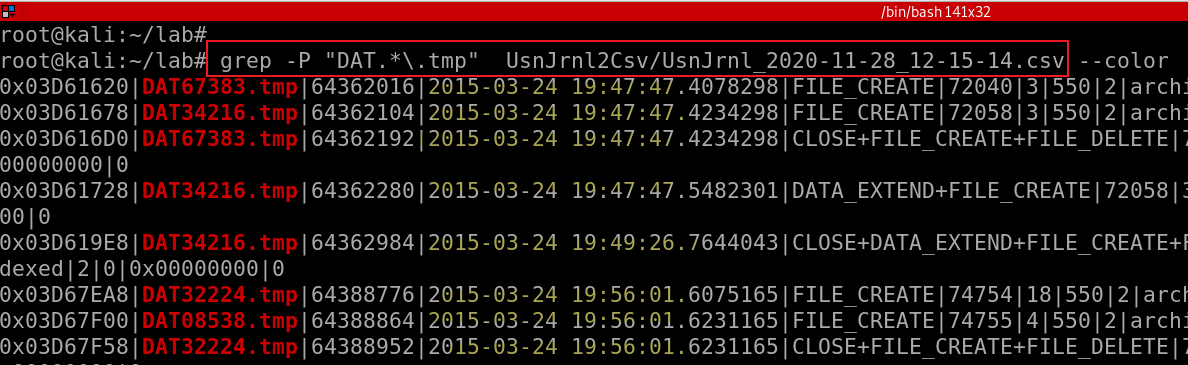 /bin/bash 141x32
root@kali:~/lab#
root@kali:~/lab# grep -P "DAT.*\.tmp"  UsnJrnl2Csv/UsnJrnl_2020-11-28_12-15-14.csv --color
0x03D61620|DAT67383.tmp|64362016|2015-03-24 19:47:47.4078298|FILE_CREATE|72040|3|550|2|archi
0x03D61678|DAT34216.tmp|64362104|2015-03-24 19:47:47.4234298|FILE_CREATE|72058|3|550|2|archi
0x03D616D0|DAT67383.tmp|64362192|2015-03-24 19:47:47.4234298|CLOSE+FILE_CREATE+FILE_DELETE|7
00000000|0
0x03D61728|DAT34216.tmp|64362280|2015-03-24 19:47:47.5482301|DATA_EXTEND+FILE_CREATE|72058|3
00|0
0x03D619E8|DAT34216.tmp|64362984|2015-03-24 19:49:26.7644043|CLOSE+DATA_EXTEND+FILE_CREATE+F
dexed|2|0|0x00000000|0
0x03D67EA8|DAT32224.tmp|64388776|2015-03-24 19:56:01.6075165|FILE_CREATE|74754|18|550|2|arch
0x03D67F00|DAT08538.tmp|64388864|2015-03-24 19:56:01.6231165|FILE_CREATE|74755|4|550|2|archi
0x03D67F58|DAT32224.tmp|64388952|2015-03-24 19:56:01.6231165|CLOSE+FILE_CREATE+FILE_DELETE|7